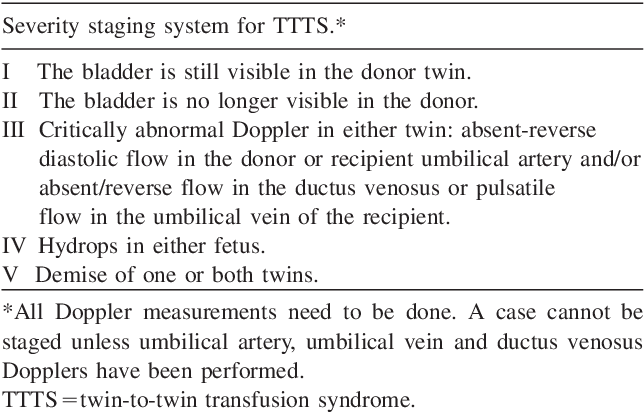 Severity staging system for TTTS.*
I The bladder is still visible in the donor twin.
II The bladder is no longer visible in the donor.
III Critically abnormal Doppler in either twin: absent-reverse
diastolic flow in the donor or recipient umbilical artery and/or
absent/reverse flow in the ductus venosus or pulsatile
flow in the umbilical vein of the recipient.
IV Hydrops in either fetus.
V Demise of one or both twins.
*All Doppler measurements need to be done. A case cannot be
staged unless umbilical artery, umbilical vein and ductus venosus
Dopplers have been performed.
TTTS=twin-to-twin transfusion syndrome.